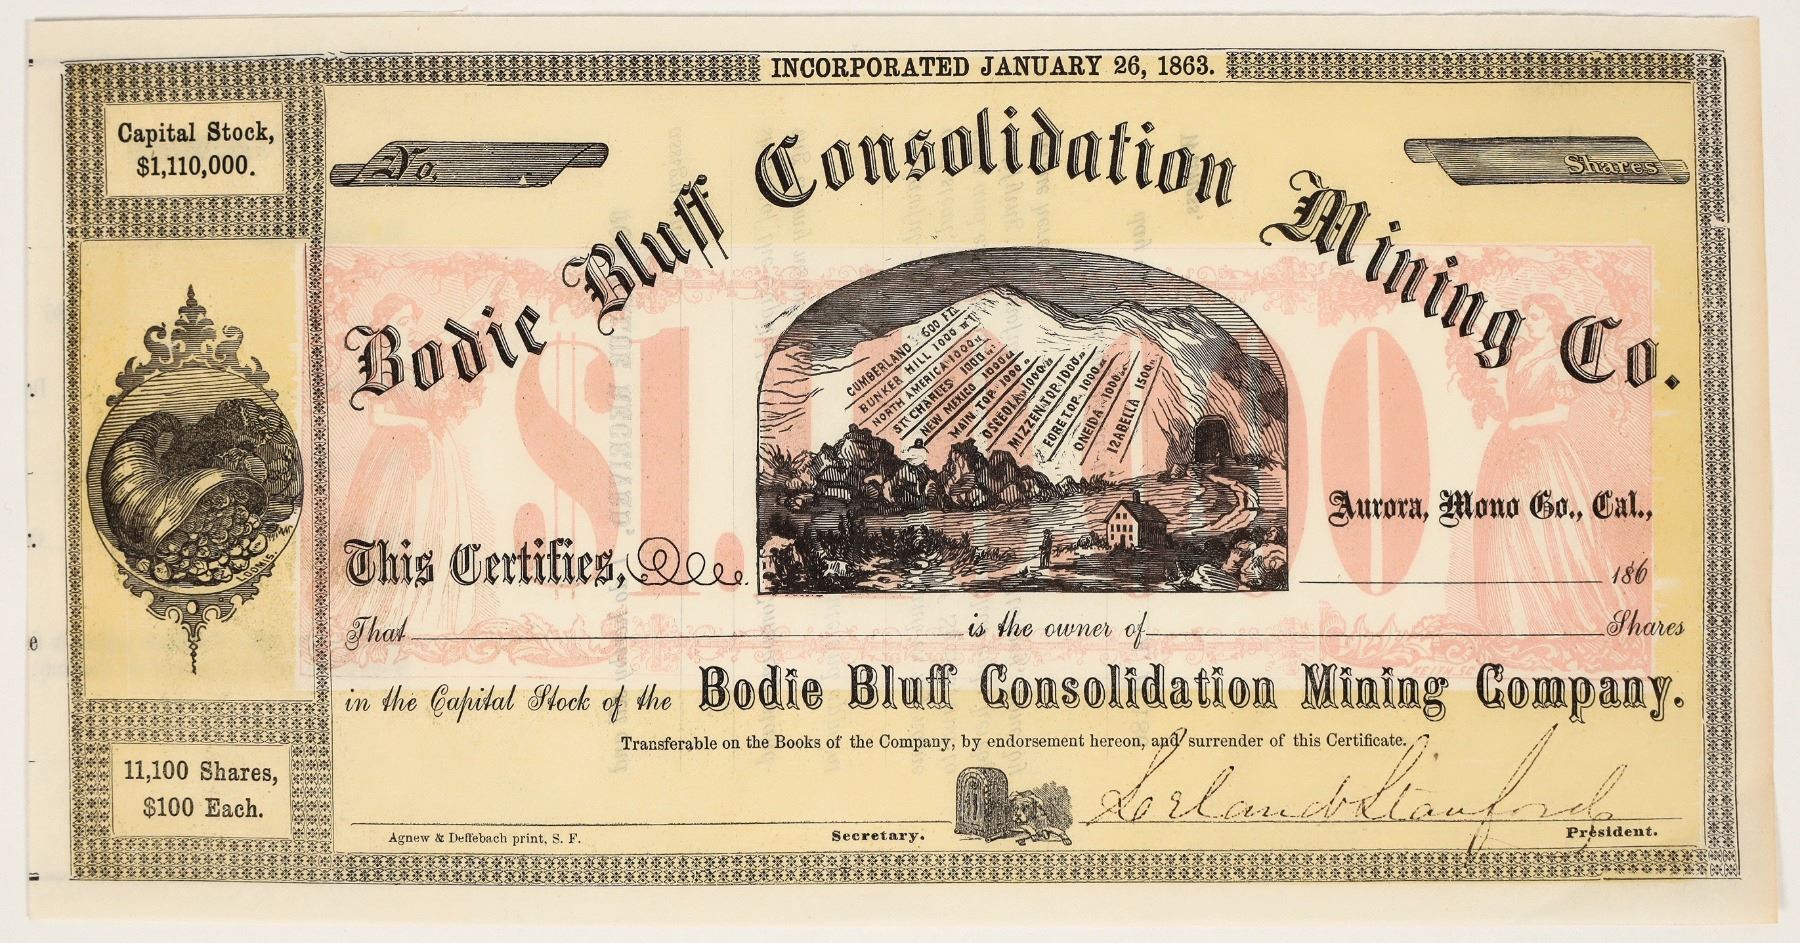 INCORPORATED JANUARY 26, 1863.
Capital Stock,
$1,110,000.
No.
Shares
Bodie Bluff Consolidation Mining Co.
$1.
00
CUMBERLAND 600 FT.
BUNKER HILL 1000 "
NORTH AMERICA 1000 "
ST CHARLES 1000 "
NEW MEXICO 1000 "
MAIN TOP 1000 "
OSEOLA 1000 "
MIZZEN TOP 1000 "
FORE TOP 1000 "
ONEIDA 1000 "
IZABELLA 1500 "
LOOMIS.
Aurora, Mono Co., Cal.,
This Certifies,
186
That is the owner of Shares
in the Capital Stock of the Bodie Bluff Consolidation Mining Company.
Transferable on the Books of the Company, by endorsement hereon, and surrender of this Certificate.
11,100 Shares,
$100 Each.
Leland Stanford
Agnew & Deffebach print, S. F.
Secretary.
President.